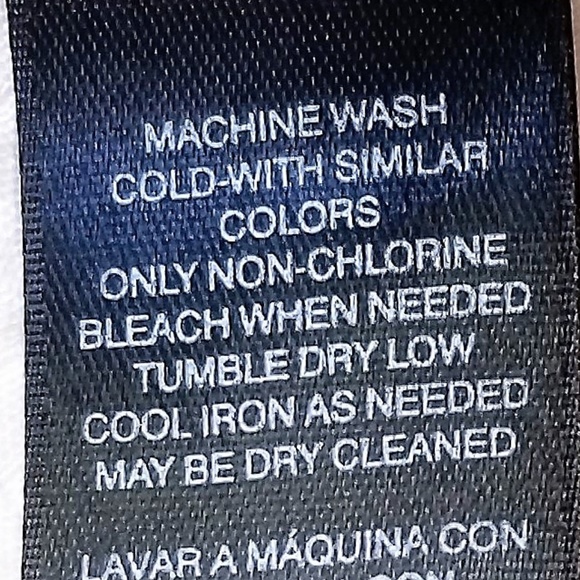 MACHINE WASH
COLD-WITH SIMILAR
COLORS
ONLY NON-CHLORINE
BLEACH WHEN NEEDED
TUMBLE DRY LOW
COOL IRON AS NEEDED
MAY BE DRY CLEANED
LAVAR A MÁQUINA CON